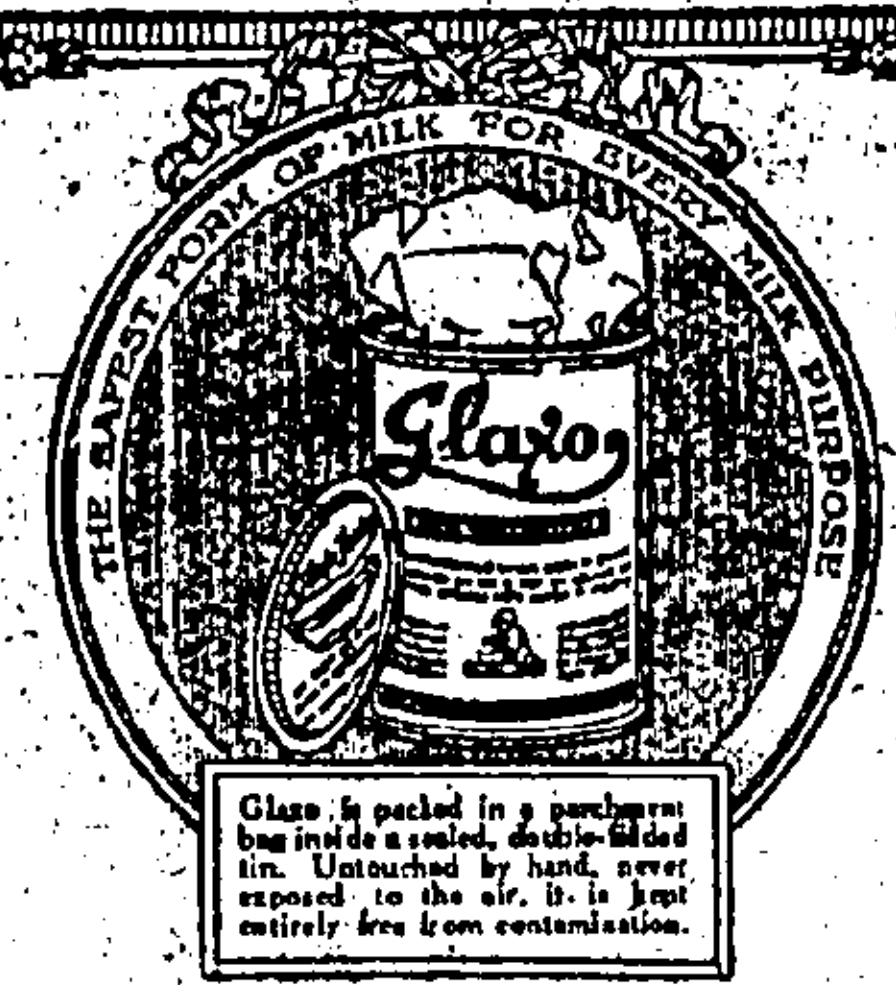 THE SAFEST FORM OF MILK FOR EVERY MILK PURPOSE
Glaxo
Glaxo is packed in a parchment
bag inside a sealed, double-lidded
tin. Untouched by hand, never
exposed to the air, it is kept
entirely free from contamination.